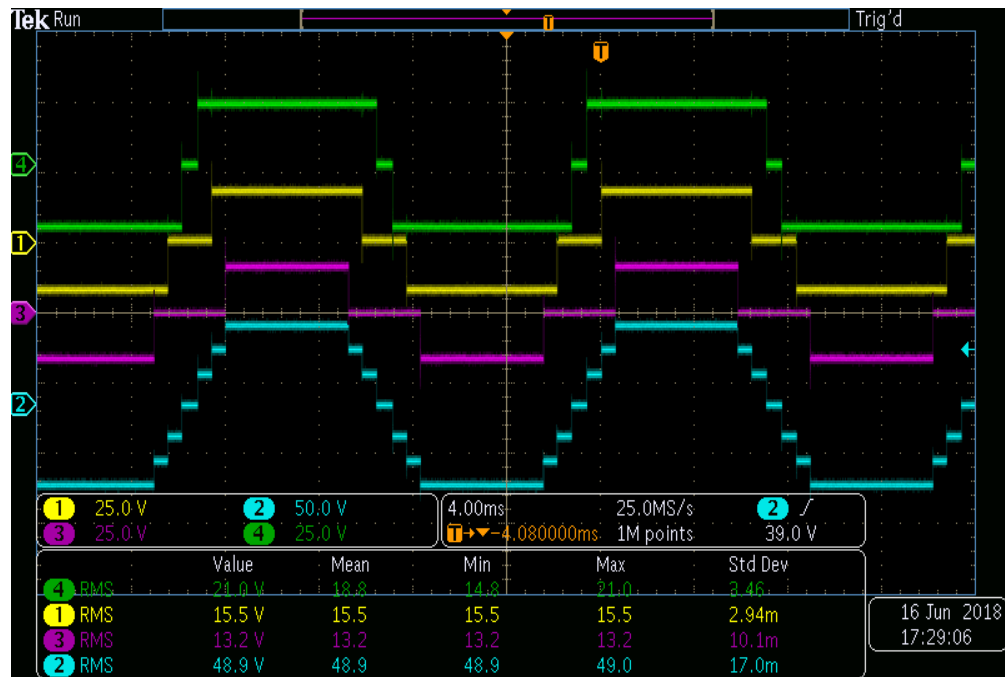 Tek Run Trig'd
T
T
4
1
3
2
1 25.0 V 2 50.0 V
3 25.0 V 4 25.0 V
4.00ms 25.0MS/s 2
T→▼-4.080000ms 1M points 39.0 V
Value Mean Min Max Std Dev
4 RMS 21.0 V 18.8 14.8 21.0 3.46
1 RMS 15.5 V 15.5 15.5 15.5 2.94m
3 RMS 13.2 V 13.2 13.2 13.2 10.1m
2 RMS 48.9 V 48.9 48.9 49.0 17.0m
16 Jun 2018
17:29:06